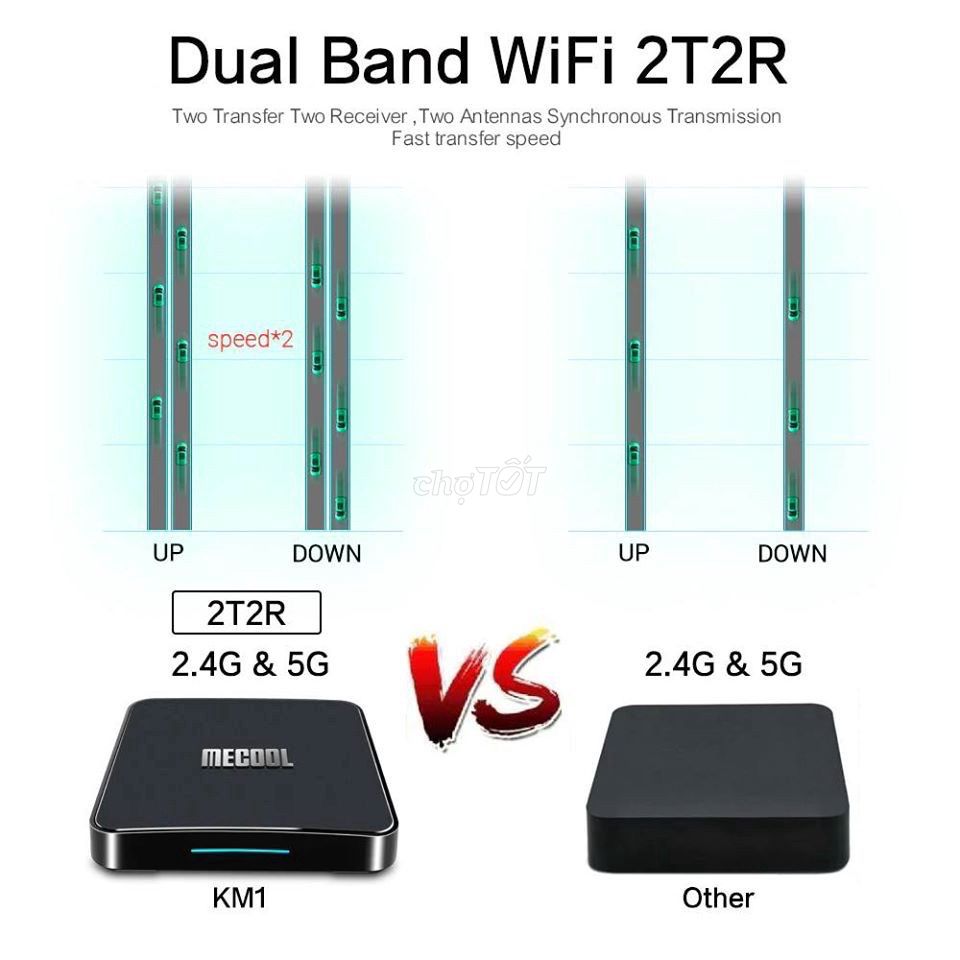 Dual Band WiFi 2T2R
Two Transfer Two Receiver ,Two Antennas Synchronous Transmission
Fast transfer speed
speed*2
chợTỐT
UP DOWN UP DOWN
2T2R
2.4G & 5G VS 2.4G & 5G
MECOOL
KM1 Other